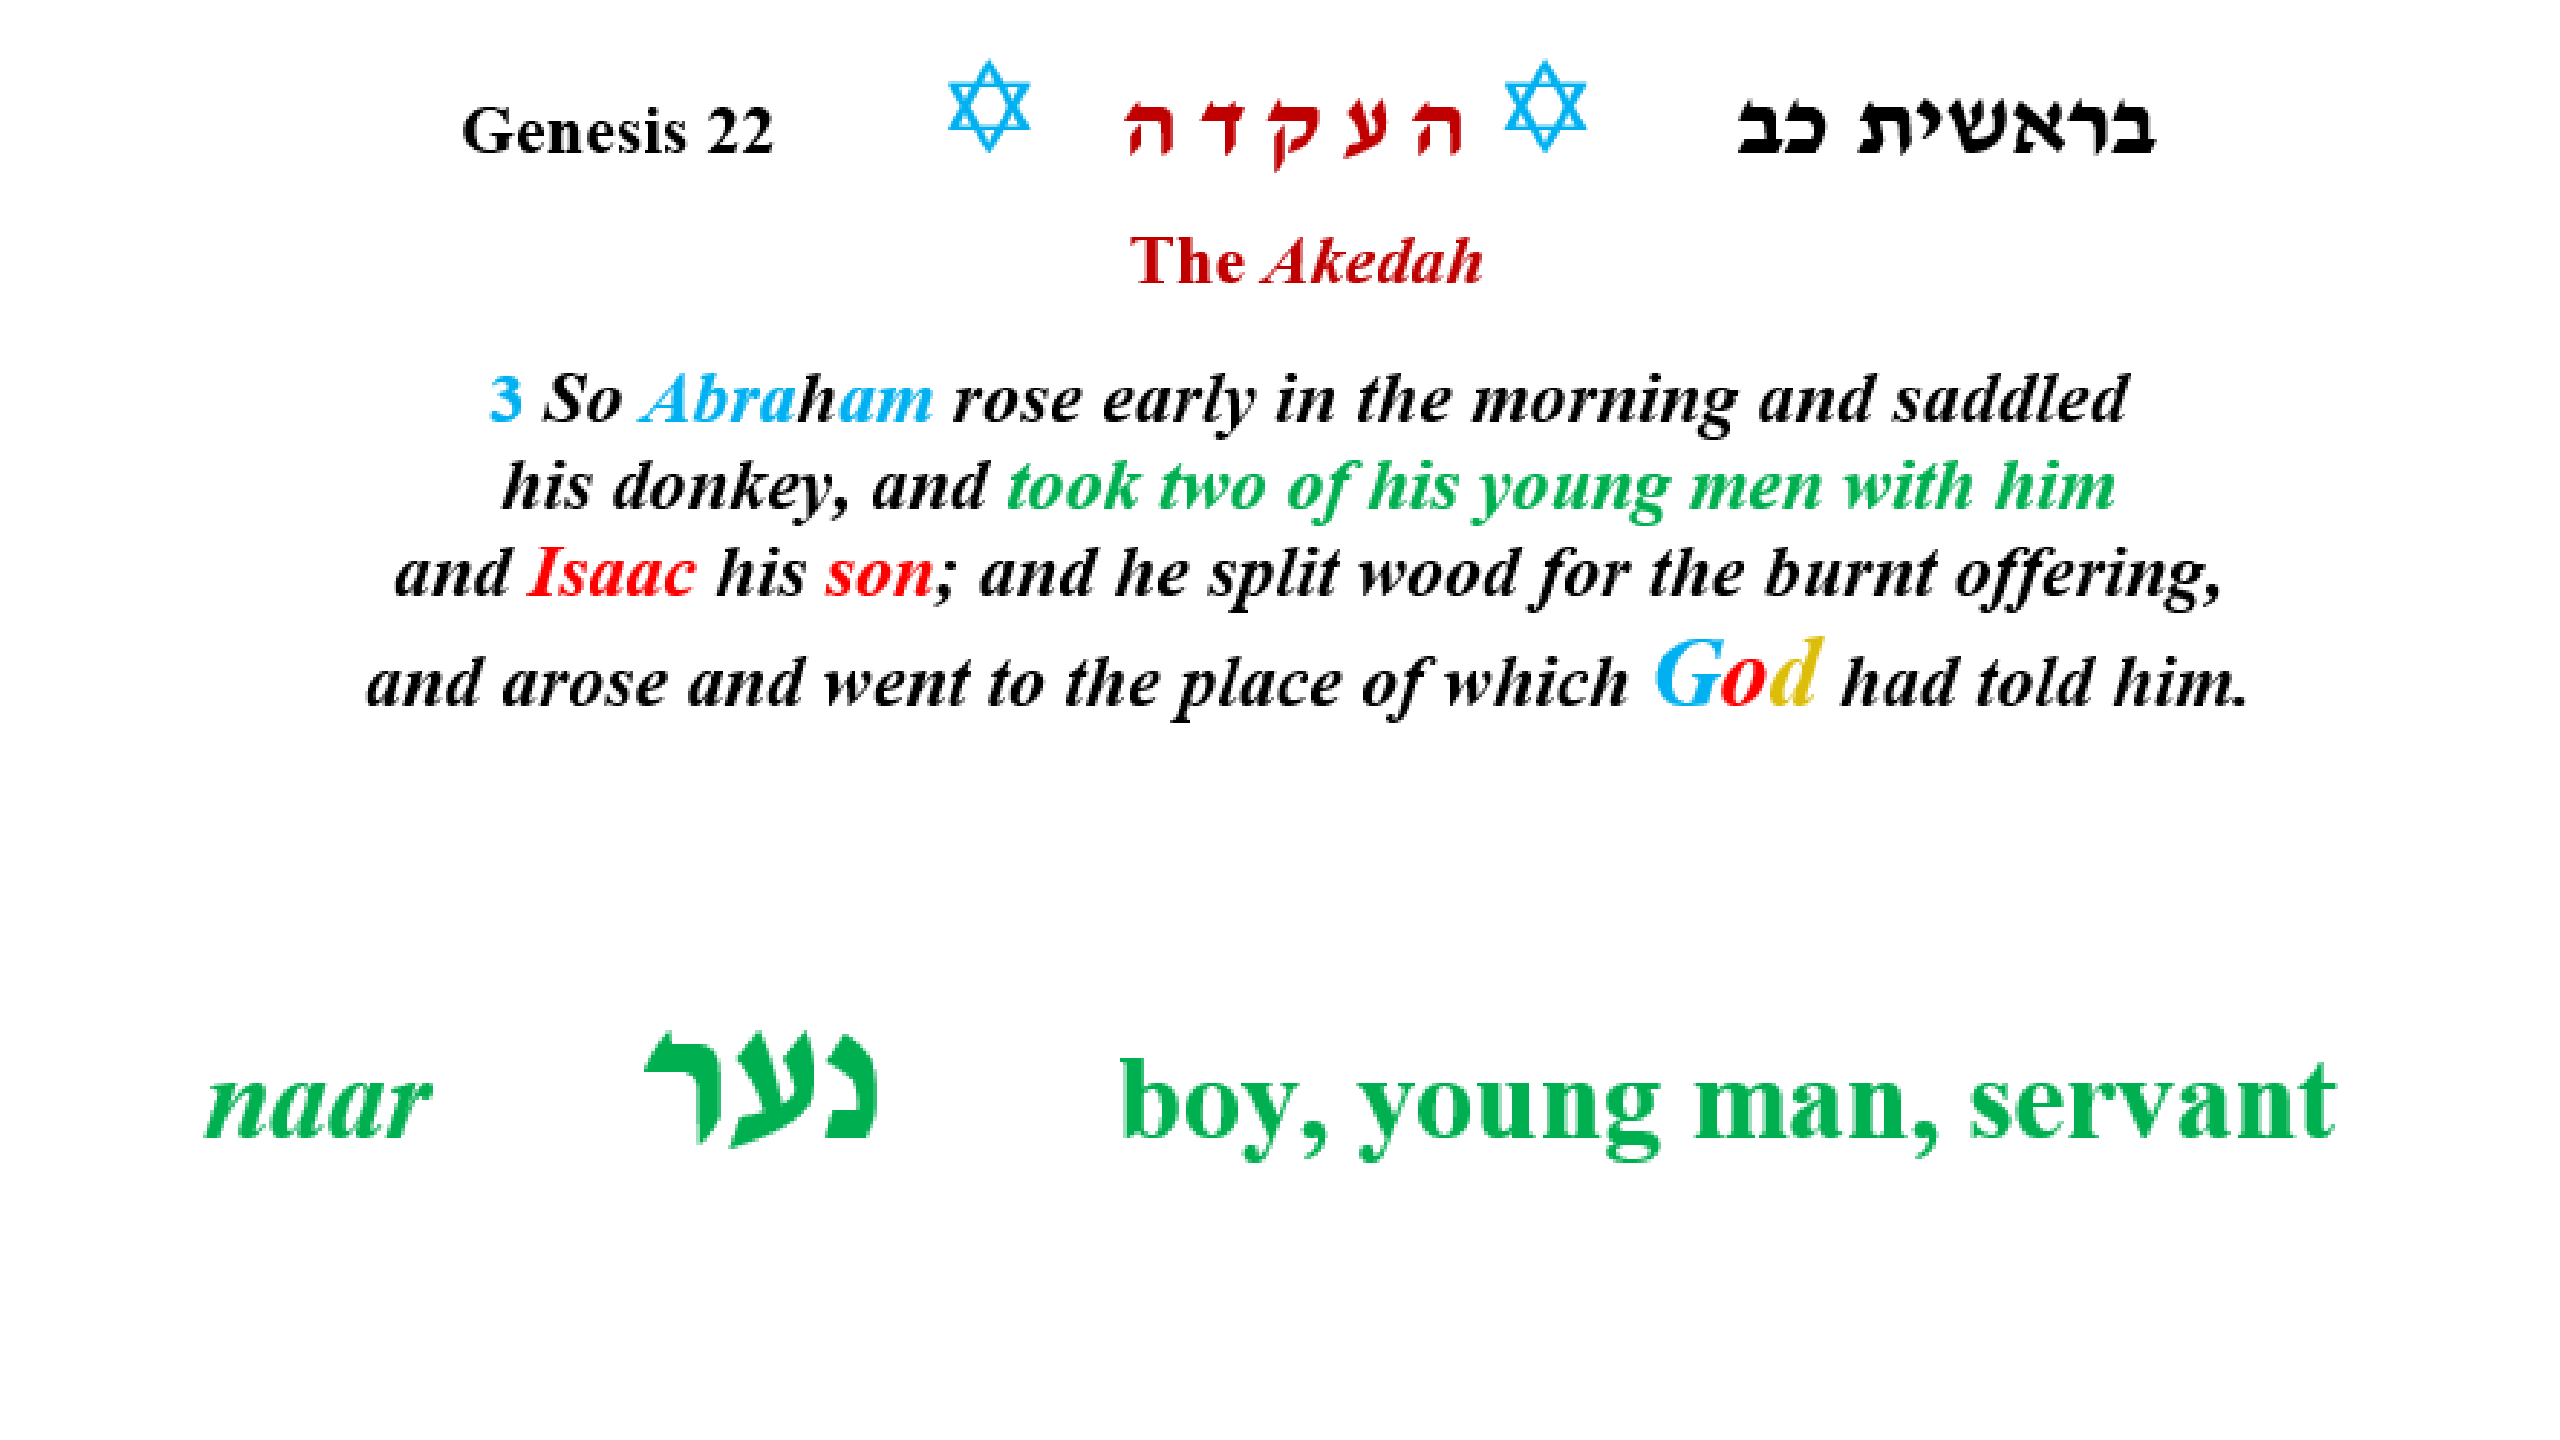 Genesis 22 ✡ ה ע ק ד ה ✡ בראשית כב
The Akedah
3 So Abraham rose early in the morning and saddled
his donkey, and took two of his young men with him
and Isaac his son; and he split wood for the burnt offering,
and arose and went to the place of which God had told him.
naar נער boy, young man, servant